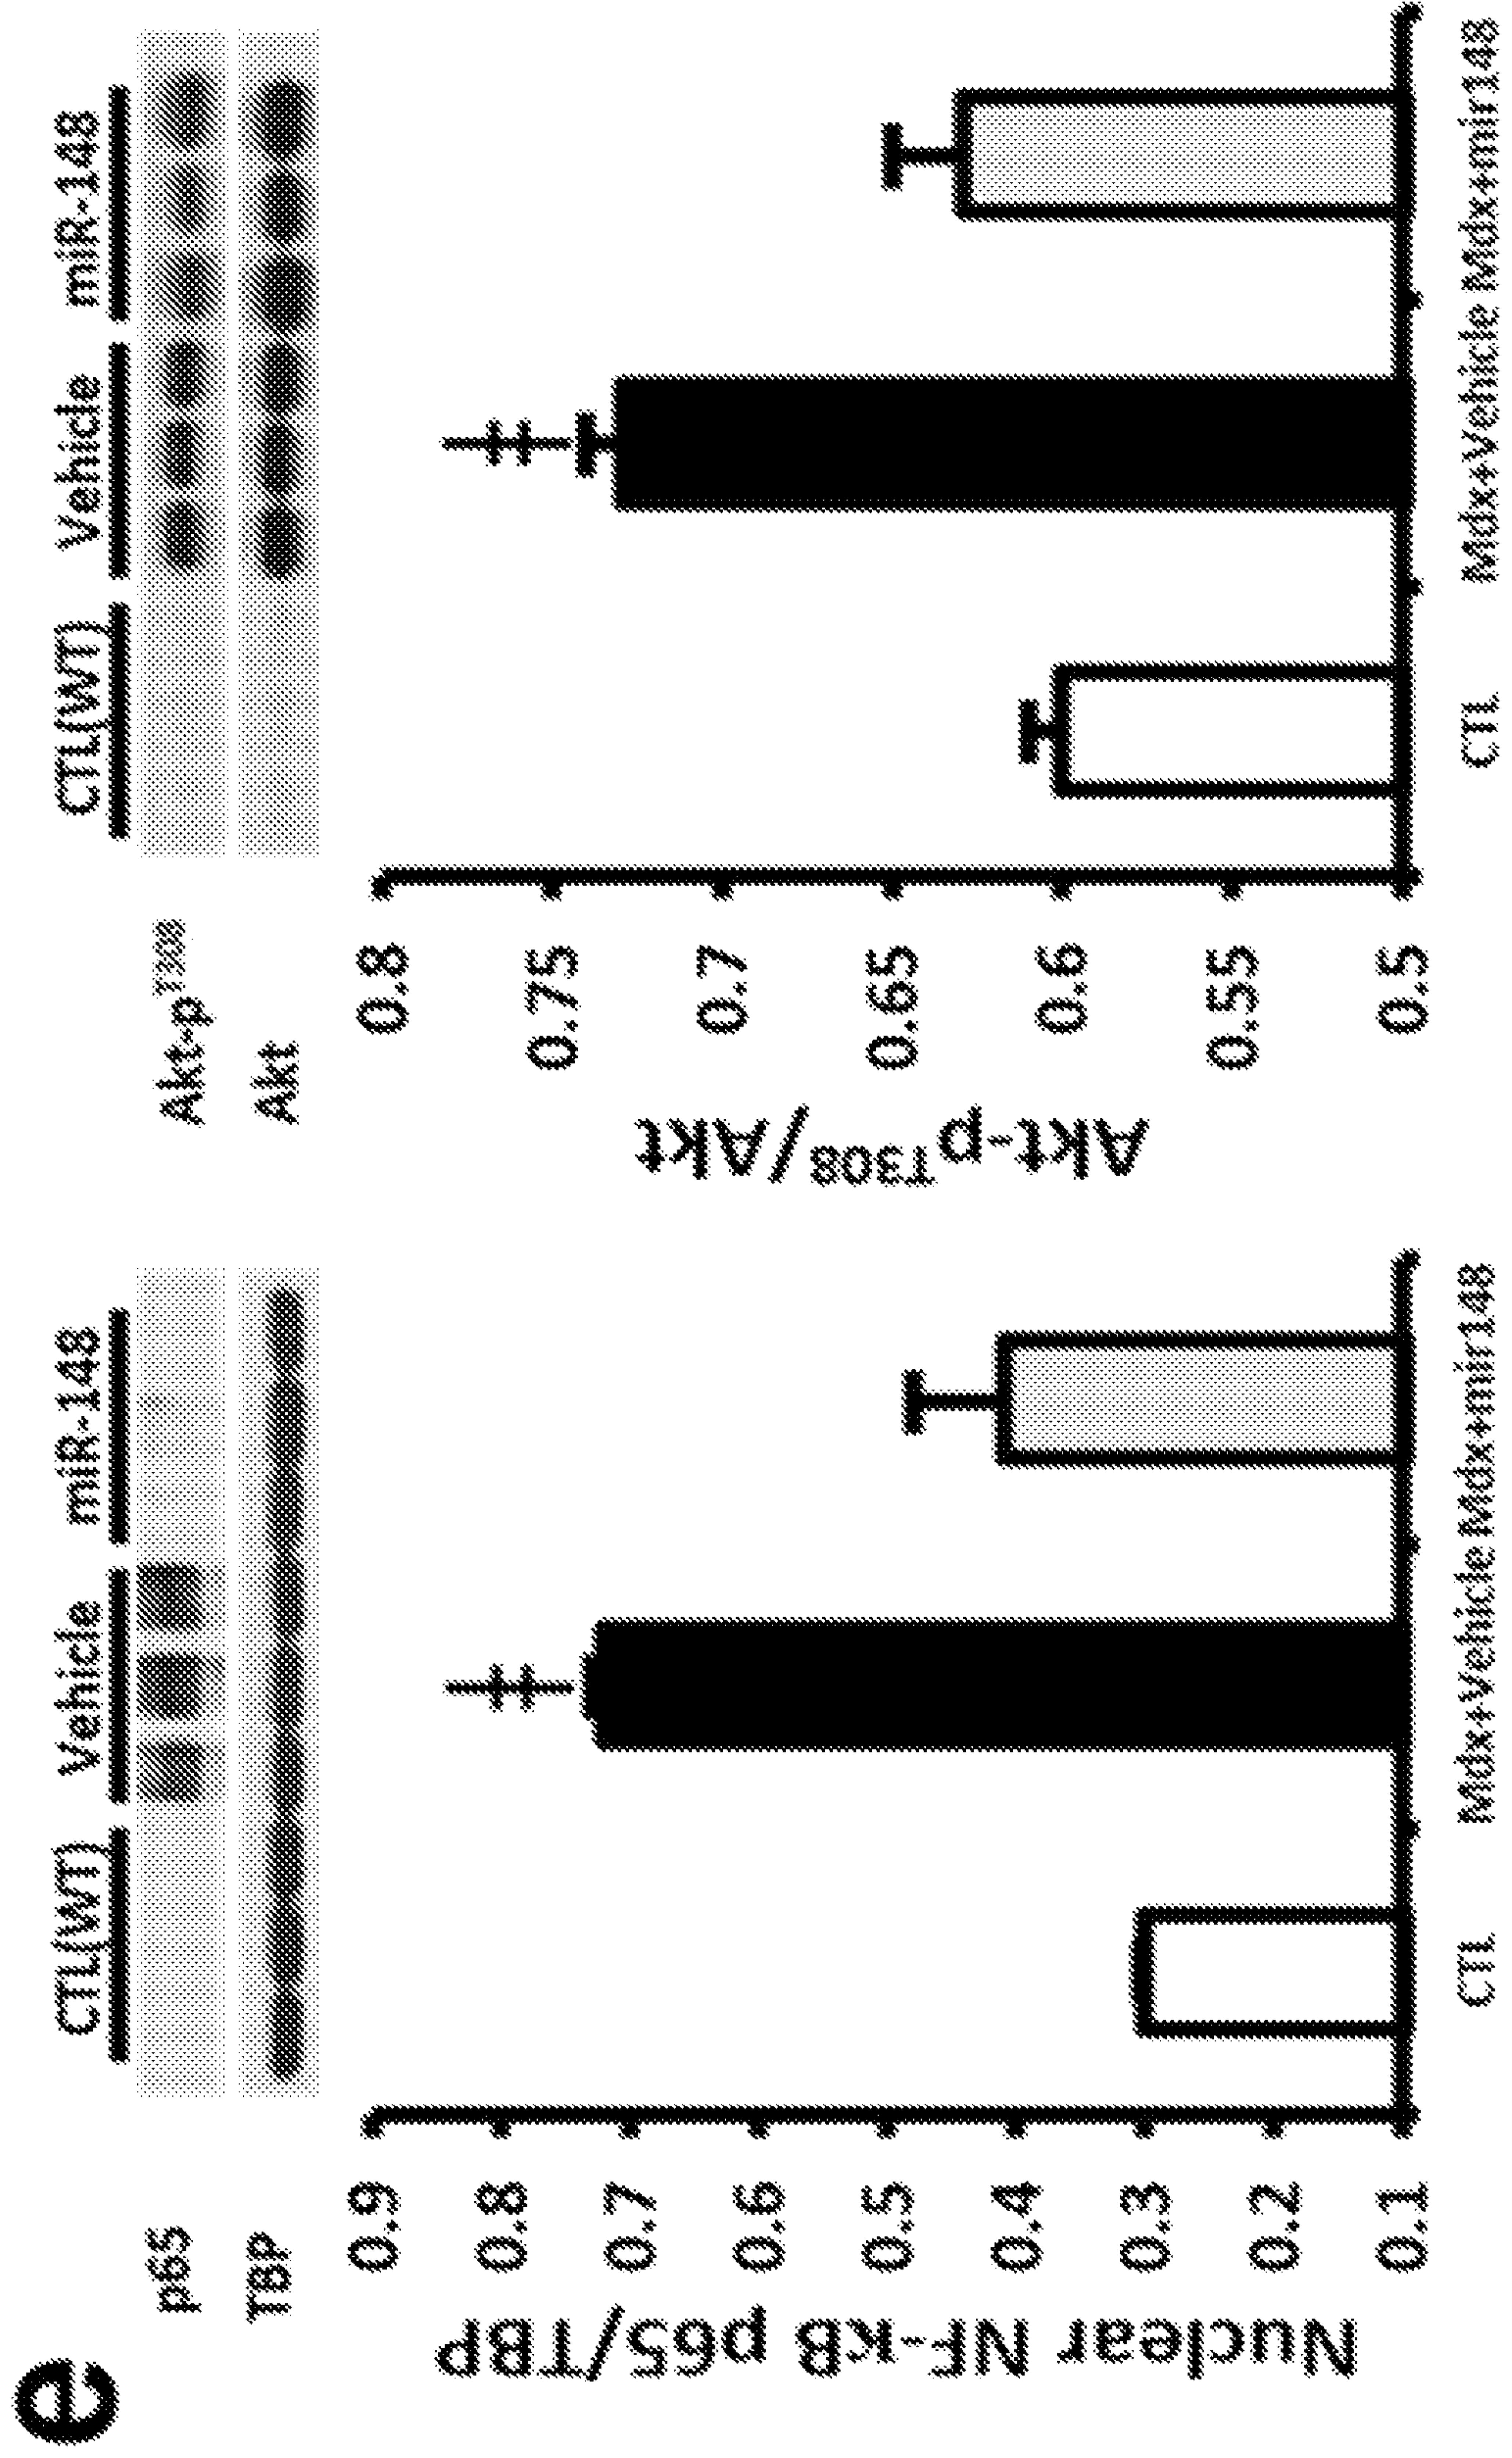 e
CTL(WT) Vehicle miR-148
p65
TBP
Nuclear NF-κB p65/TBP
0.9
0.8
0.7
0.6
0.5
0.4
0.3
0.2
0.1
CTL Mdx+Vehicle Mdx+mir148
CTL(WT) Vehicle miR-148
Akt-pT308
Akt
Akt-pT308/Akt
0.8
0.75
0.7
0.65
0.6
0.55
0.5
CTL Mdx+Vehicle Mdx+mir148